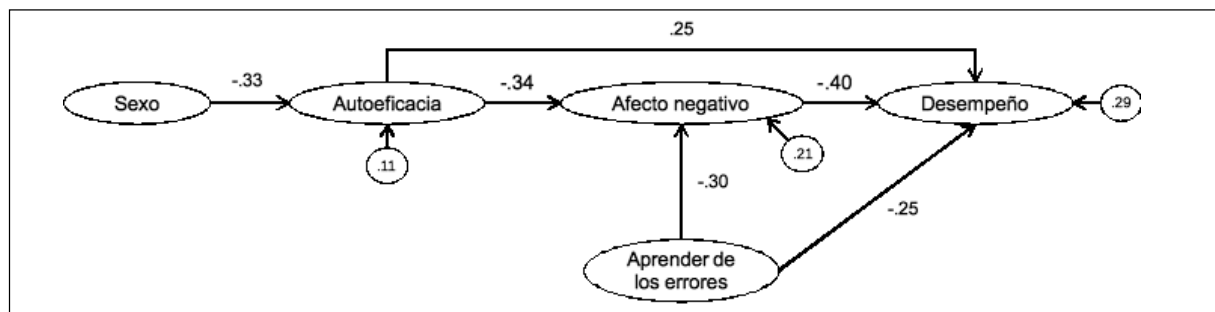 .25
-.33
-.34
-.40
Sexo
Autoeficacia
Afecto negativo
Desempeño
.29
.11
.21
-.30
-.25
Aprender de
los errores